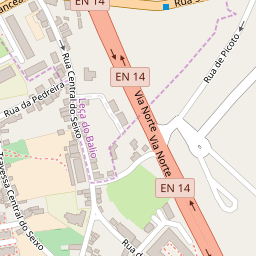 EN 14
Rua Central do Seixo
EN 14
Rua de Picoto
Rua da Pedreira
Leça do Balio
Via Norte
Via Norte
EN 14
Travessa Central do Seixo
Rua d